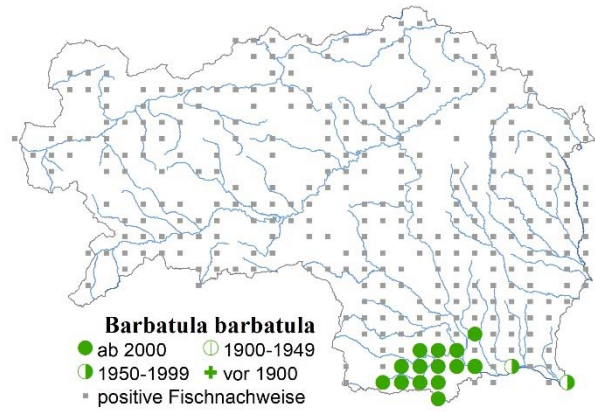 Barbatula barbatula
ab 2000 1900-1949
1950-1999 vor 1900
positive Fischnachweise